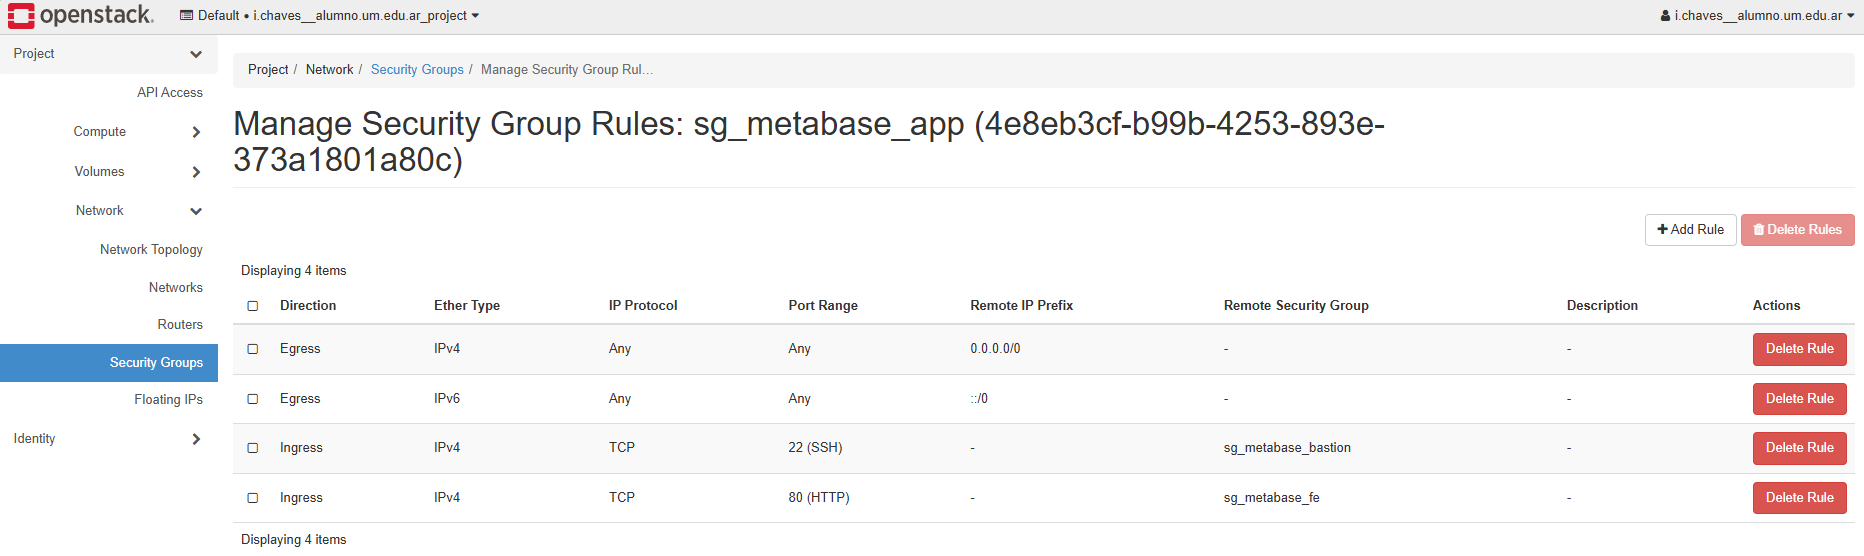 openstack. Default • i.chaves__alumno.um.edu.ar_project i.chaves__alumno.um.edu.ar
Project
API Access
Compute
Volumes
Network
Network Topology
Networks
Routers
Security Groups
Floating IPs
Identity
Project / Network / Security Groups / Manage Security Group Rul...
Manage Security Group Rules: sg_metabase_app (4e8eb3cf-b99b-4253-893e-
373a1801a80c)
Add Rule Delete Rules
Displaying 4 items
Direction Ether Type IP Protocol Port Range Remote IP Prefix Remote Security Group Description Actions
Egress IPv4 Any Any 0.0.0.0/0 - - Delete Rule
Egress IPv6 Any Any ::/0 - - Delete Rule
Ingress IPv4 TCP 22 (SSH) - sg_metabase_bastion - Delete Rule
Ingress IPv4 TCP 80 (HTTP) - sg_metabase_fe - Delete Rule
Displaying 4 items